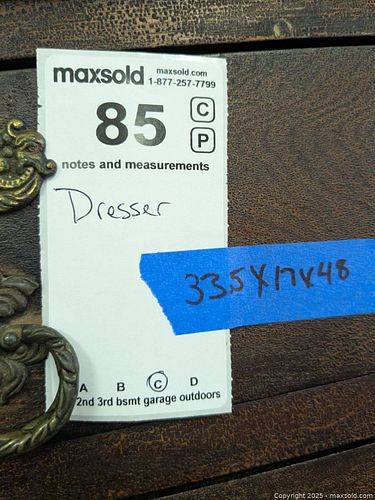 maxsold maxsold.com
1-877-257-7799
85 C
P
notes and measurements
Dresser
33.5X17X48
A B C D
2nd 3rd bsmt garage outdoors
Copyright © 2025 - maxsold.com